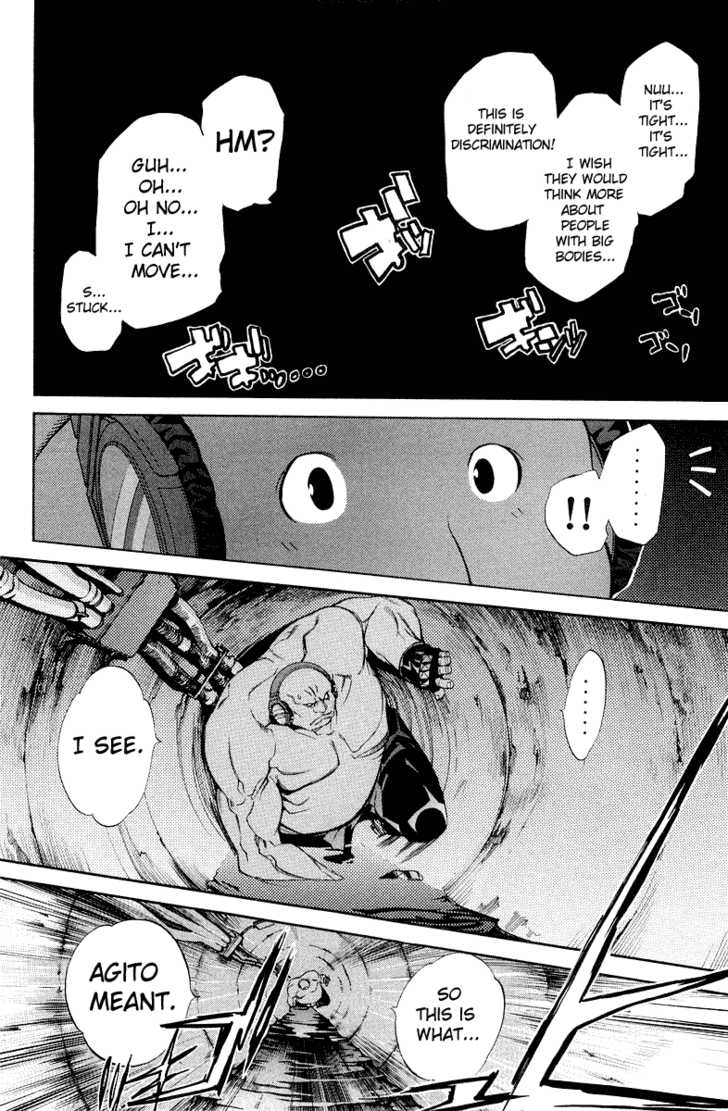 NUU...
IT'S
TIGHT...
IT'S
TIGHT...
I WISH
THEY WOULD
THINK MORE
ABOUT
PEOPLE
WITH BIG
BODIES...
THIS IS
DEFINITELY
DISCRIMINATION!
HM?
GUH...
OH...
OH NO...
I...
I CAN'T
MOVE...
S...
STUCK...
........
!!
......
I SEE.
SO
THIS IS
WHAT...
AGITO
MEANT.